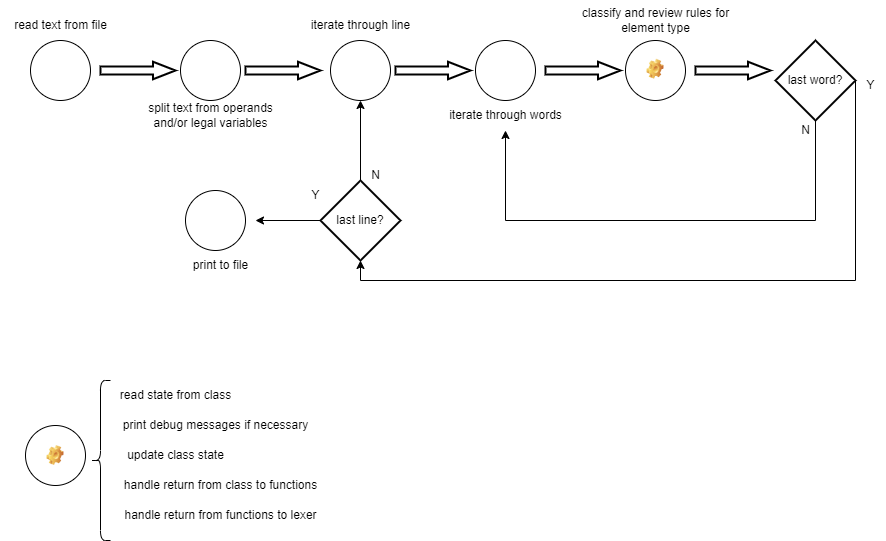 read text from file
iterate through line
classify and review rules for
element type
last word?
Y
split text from operands
and/or legal variables
iterate through words
N
N
Y
last line?
print to file
read state from class
print debug messages if necessary
update class state
handle return from class to functions
handle return from functions to lexer